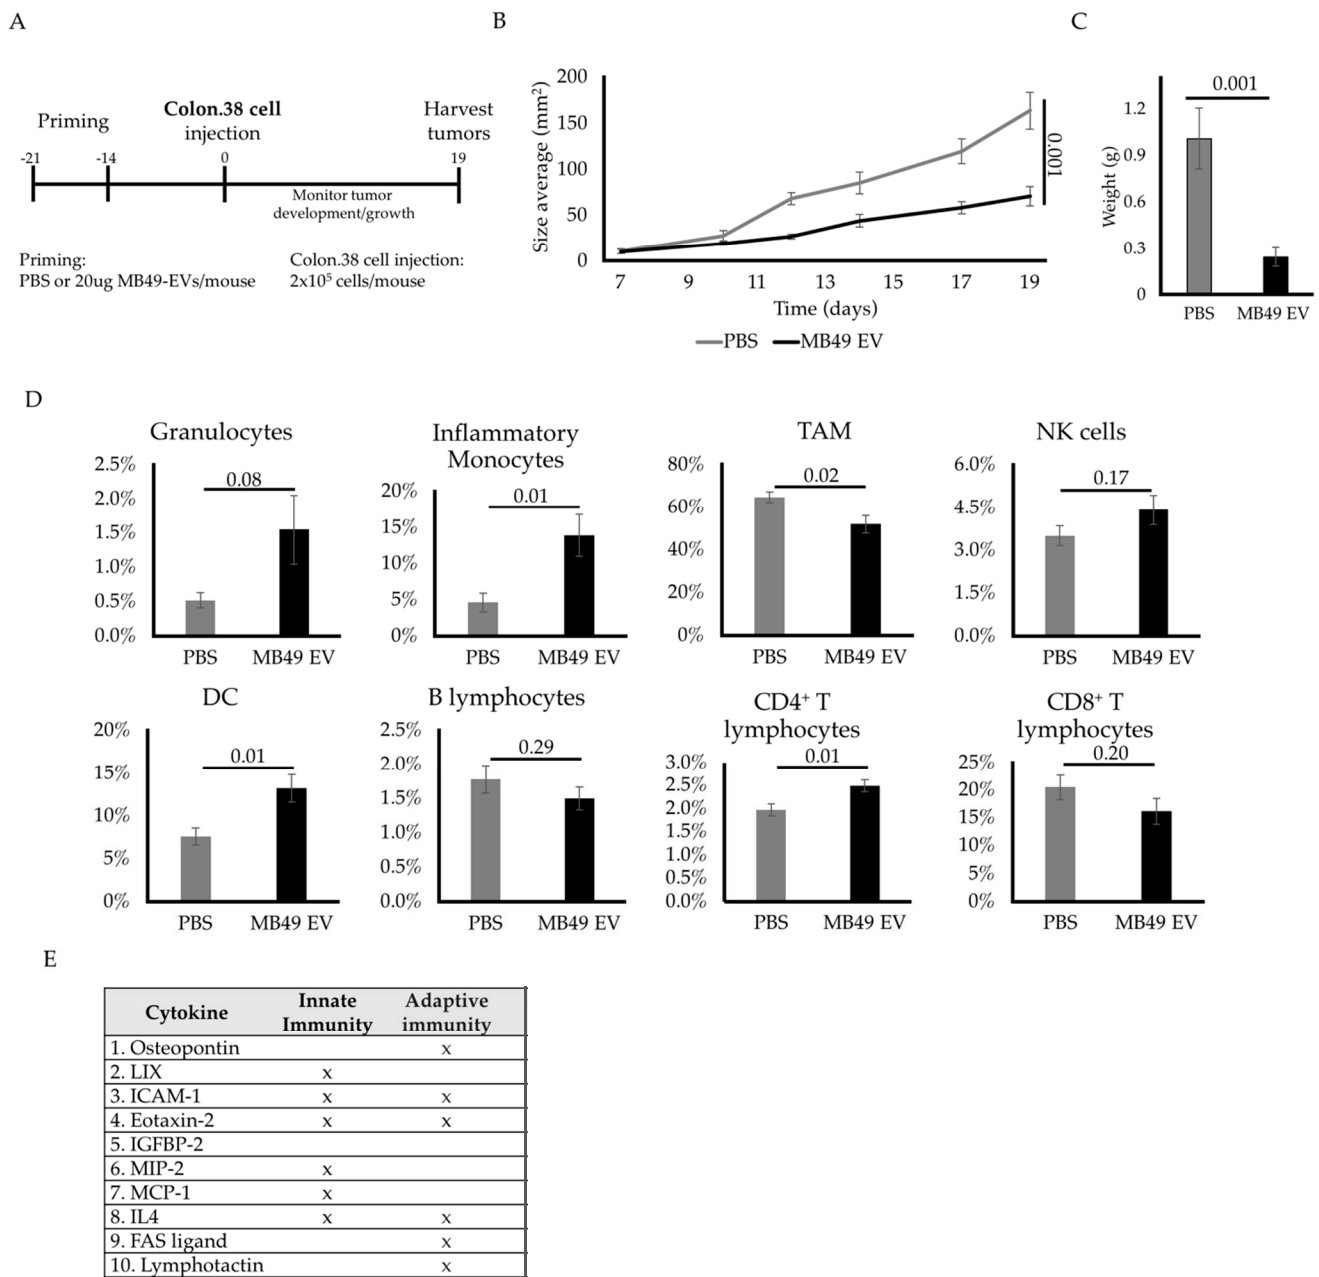 A
Priming
Colon.38 cell
injection
Harvest
tumors
-21
-14
0
19
Monitor tumor
development/growth
Priming:
PBS or 20ug MB49-EVs/mouse
Colon.38 cell injection:
2x10⁵ cells/mouse
B
Size average (mm²)
200
150
100
50
0
7
9
11
13
15
17
19
Time (days)
0.001
PBS
MB49 EV
C
Weight (g)
1.2
0.9
0.6
0.3
0
0.001
PBS
MB49 EV
D
Granulocytes
2.5%
2.0%
1.5%
1.0%
0.5%
0.0%
0.08
PBS
MB49 EV
Inflammatory
Monocytes
20%
15%
10%
5%
0%
0.01
PBS
MB49 EV
TAM
80%
60%
40%
20%
0%
0.02
PBS
MB49 EV
NK cells
6.0%
4.5%
3.0%
1.5%
0.0%
0.17
PBS
MB49 EV
DC
20%
15%
10%
5%
0%
0.01
PBS
MB49 EV
B lymphocytes
2.5%
2.0%
1.5%
1.0%
0.5%
0.0%
0.29
PBS
MB49 EV
CD4⁺ T
lymphocytes
3.0%
2.5%
2.0%
1.5%
1.0%
0.5%
0.0%
0.01
PBS
MB49 EV
CD8⁺ T
lymphocytes
25%
20%
15%
10%
5%
0%
0.20
PBS
MB49 EV
E
Cytokine Innate Immunity Adaptive immunity
1. Osteopontin x
2. LIX x
3. ICAM-1 x x
4. Eotaxin-2 x x
5. IGFBP-2
6. MIP-2 x
7. MCP-1 x
8. IL4 x x
9. FAS ligand x
10. Lymphotactin x